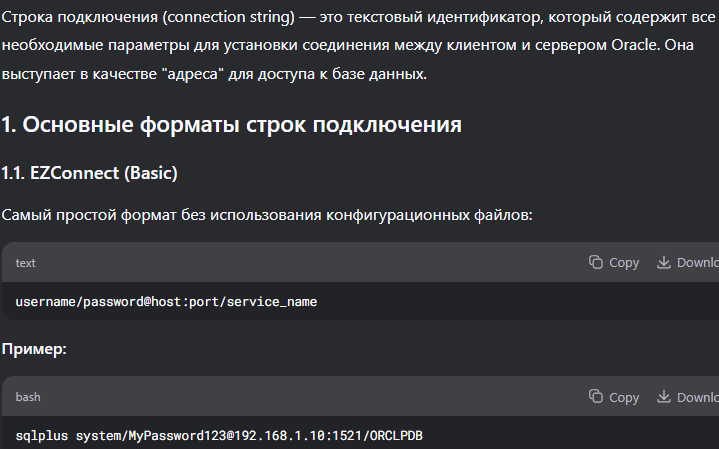 Строка подключения (connection string) — это текстовый идентификатор, который содержит все
необходимые параметры для установки соединения между клиентом и сервером Oracle. Она
выступает в качестве "адреса" для доступа к базе данных.
1. Основные форматы строк подключения
1.1. EZConnect (Basic)
Самый простой формат без использования конфигурационных файлов:
text Copy Downlo
username/password@host:port/service_name
Пример:
bash Copy Downlo
sqlplus system/MyPassword123@192.168.1.10:1521/ORCLPDB